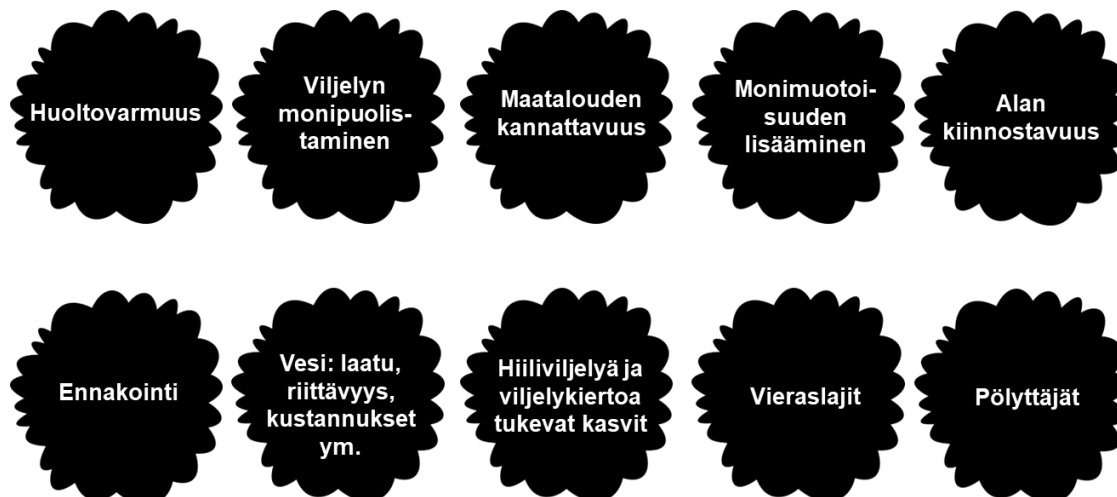 Huoltovarmuus
Viljelyn
monipuolis-
taminen
Maatalouden
kannattavuus
Monimuotoi-
suuden
lisääminen
Alan
kiinnostavuus
Ennakointi
Vesi: laatu,
riittävyys,
kustannukset
ym.
Hiiliviljelyä ja
viljelykiertoa
tukevat kasvit
Vieraslajit
Pölyttäjät